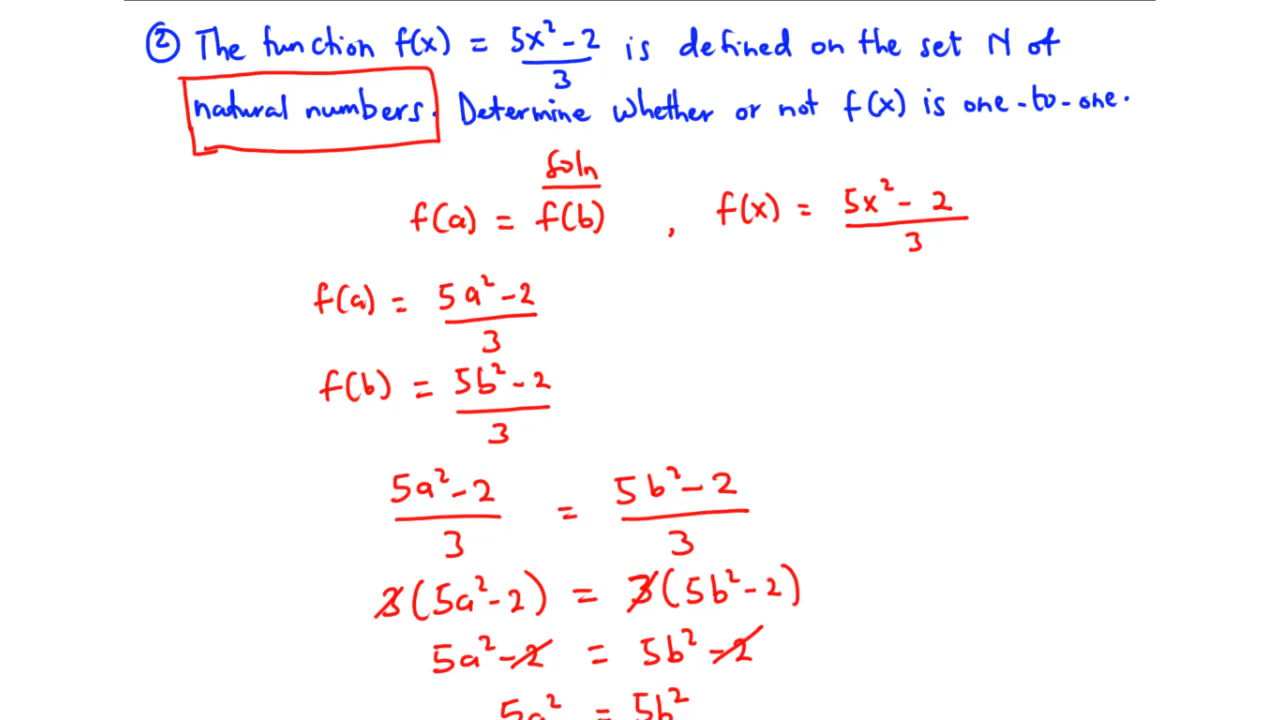 ② The function f(x) = 5x² - 2 / 3 is defined on the set N of
natural numbers. Determine whether or not f(x) is one-to-one.
Soln
f(a) = f(b) , f(x) = 5x² - 2 / 3
f(a) = 5a² - 2 / 3
f(b) = 5b² - 2 / 3
5a² - 2 / 3 = 5b² - 2 / 3
3(5a² - 2) = 3(5b² - 2)
5a² - 2 = 5b² - 2
5a² = 5b²